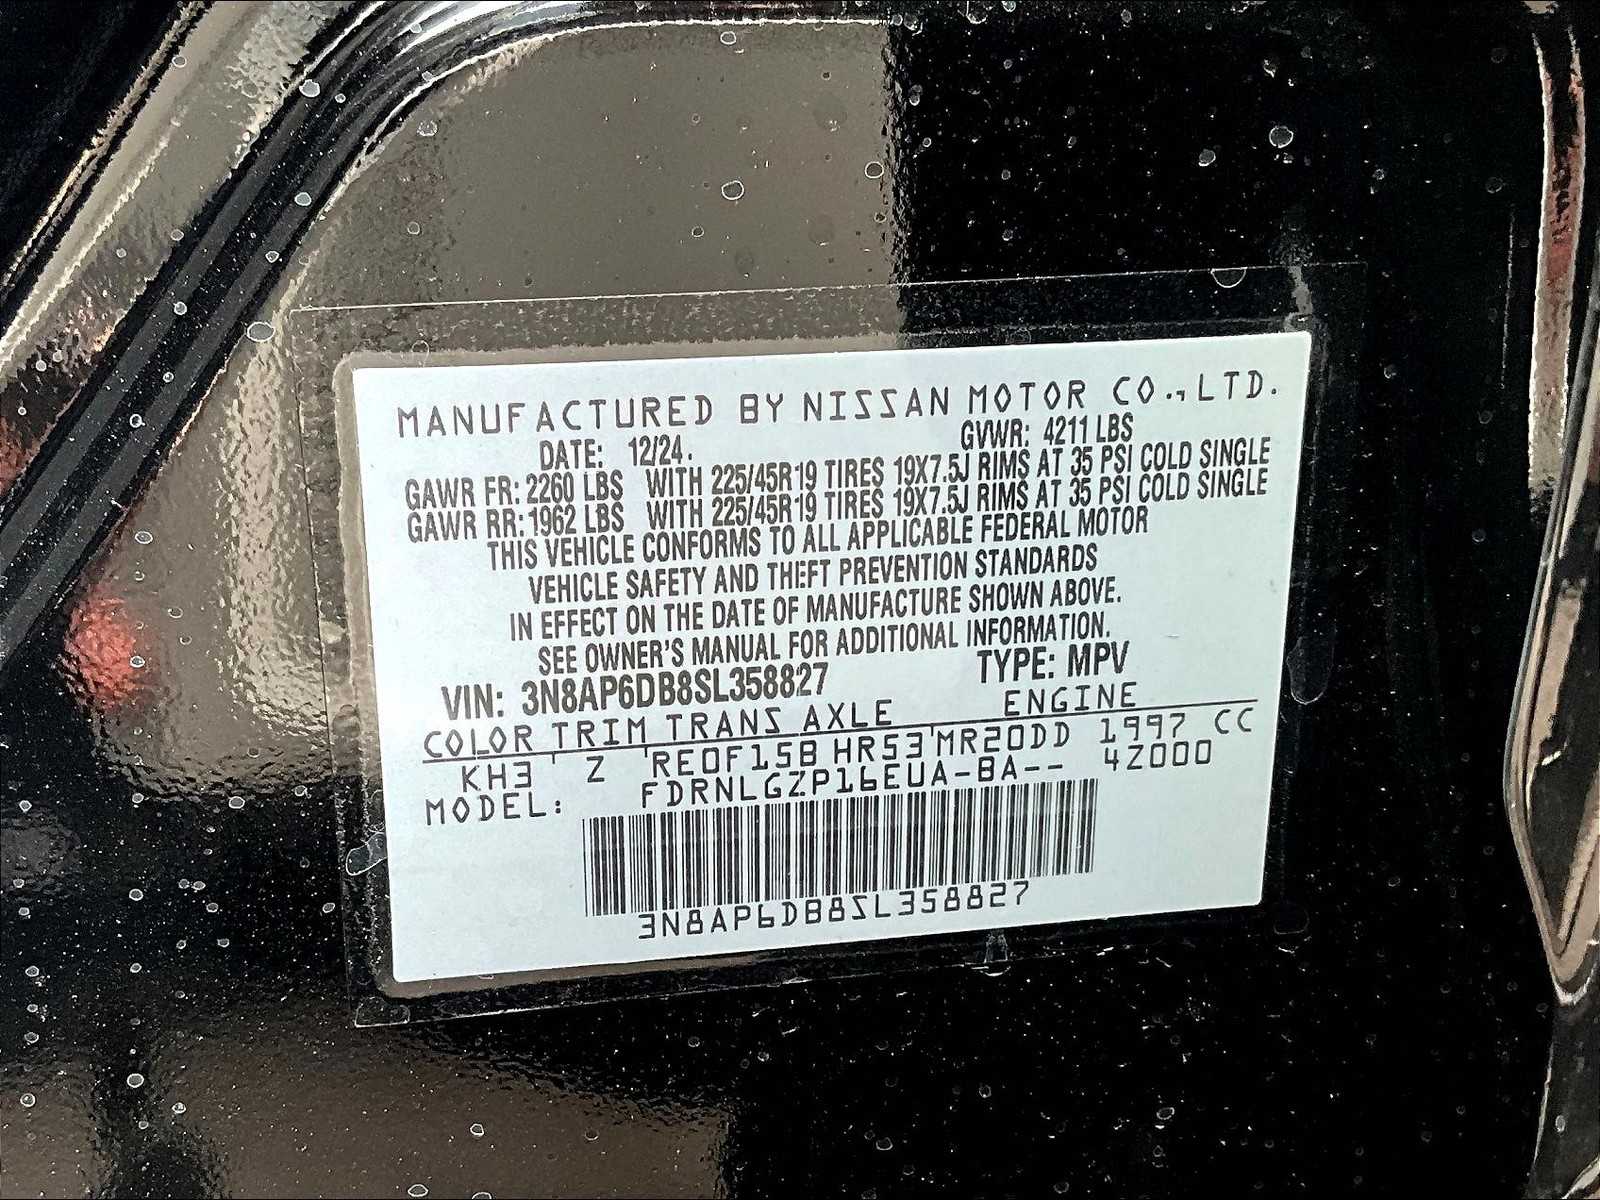 MANUFACTURED BY NISSAN MOTOR CO., LTD.
DATE: 12/24. GVWR: 4211 LBS
GAWR FR: 2260 LBS WITH 225/45R19 TIRES 19X7.5J RIMS AT 35 PSI COLD SINGLE
GAWR RR: 1962 LBS WITH 225/45R19 TIRES 19X7.5J RIMS AT 35 PSI COLD SINGLE
THIS VEHICLE CONFORMS TO ALL APPLICABLE FEDERAL MOTOR
VEHICLE SAFETY AND THEFT PREVENTION STANDARDS
IN EFFECT ON THE DATE OF MANUFACTURE SHOWN ABOVE.
SEE OWNER'S MANUAL FOR ADDITIONAL INFORMATION.
VIN: 3N8AP6DB8SL358827 TYPE: MPV
COLOR TRIM TRANS AXLE ENGINE
KH3 Z RE0F15B HR53 MR20DD 1997 CC
MODEL: FDRNLGZP16EUA-BA-- 4Z000
3N8AP6DB8SL358827